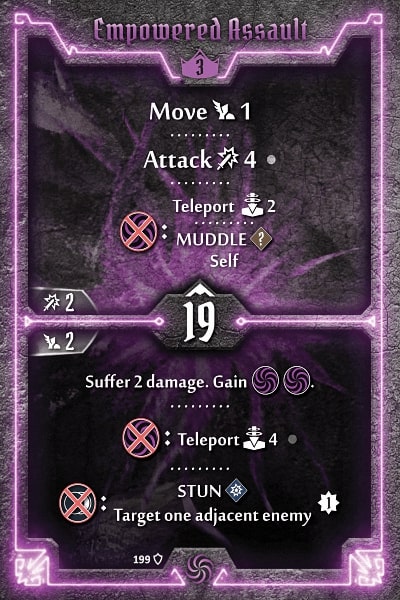 Empowered Assault
3
Move 1
Attack 4
Teleport 2
:
MUDDLE ?
Self
2
19
2
Suffer 2 damage. Gain .
: Teleport 4
STUN
: Target one adjacent enemy 1
199